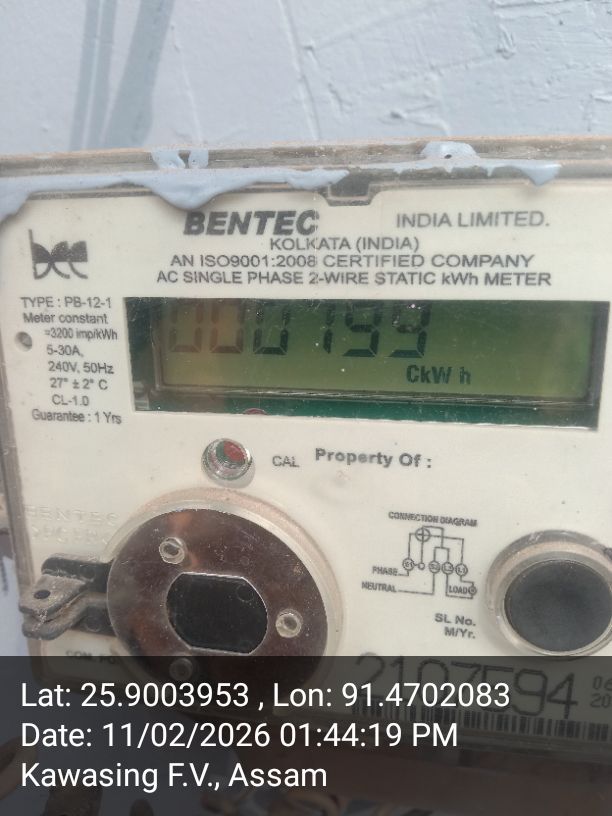 BENTEC INDIA LIMITED.
KOLKATA (INDIA)
AN ISO9001:2008 CERTIFIED COMPANY
AC SINGLE PHASE 2-WIRE STATIC kWh METER
TYPE : PB-12-1
Meter constant
=3200 imp/kWh
5-30A,
240V, 50Hz
27° ± 2° C
CL-1.0
Guarantee : 1 Yrs
000199
CkW h
CAL
Property Of :
BENTEC
CONNECTION DIAGRAM
PHASE
NEUTRAL
LOAD
SL No.
M/Yr.
Lat: 25.9003953 , Lon: 91.4702083
Date: 11/02/2026 01:44:19 PM
Kawasing F.V., Assam